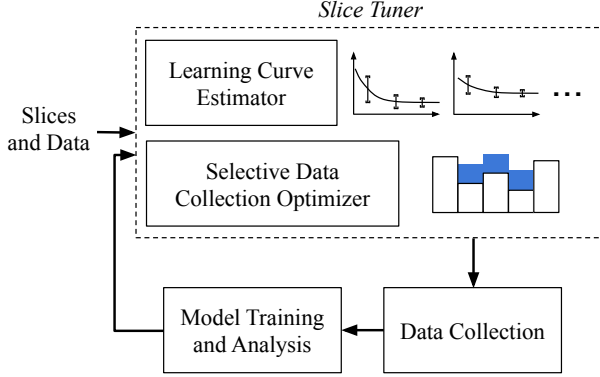 Slice Tuner
Learning Curve
Estimator
...
Slices
and Data
Selective Data
Collection Optimizer
Model Training
and Analysis
Data Collection